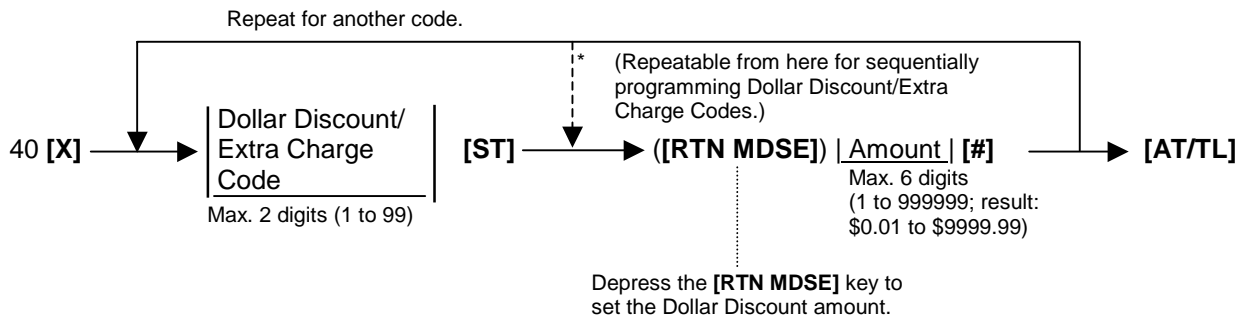 Repeat for another code.
* (Repeatable from here for sequentially
programming Dollar Discount/Extra
Charge Codes.)
40 [X] Dollar Discount/
Extra Charge
Code
[ST] ([RTN MDSE]) | Amount | [#] [AT/TL]
Max. 2 digits (1 to 99)
Max. 6 digits
(1 to 999999; result:
$0.01 to $9999.99)
Depress the [RTN MDSE] key to
set the Dollar Discount amount.